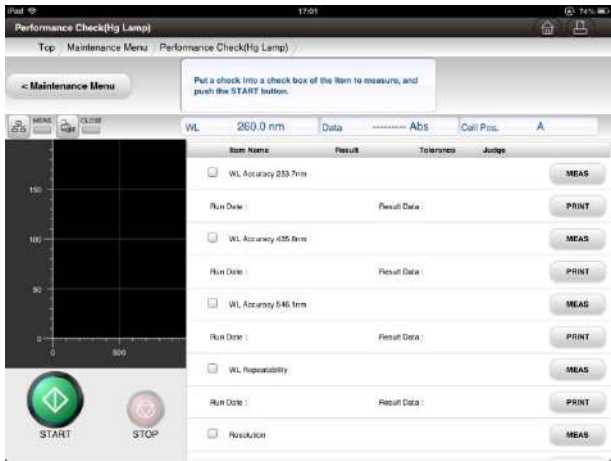 iPad
17:01
74%
Performance Check(Hg Lamp)
Top Maintenance Menu Performance Check(Hg Lamp)
< Maintenance Menu
Put a check into a check box of the item to measure, and
push the START button.
MEAS CLOSE
WL 260.0 nm Data --------- Abs Cell Pos. A
Item Name Result Tolerance Judge
WL Accuracy 253.7nm MEAS
Run Date : Result Data : PRINT
WL Accuracy 435.8nm MEAS
Run Date : Result Data : PRINT
WL Accuracy 546.1nm MEAS
Run Date : Result Data : PRINT
WL Repeatability MEAS
Run Date : Result Data : PRINT
Resolution MEAS
150
100
50
0
0 500
START STOP